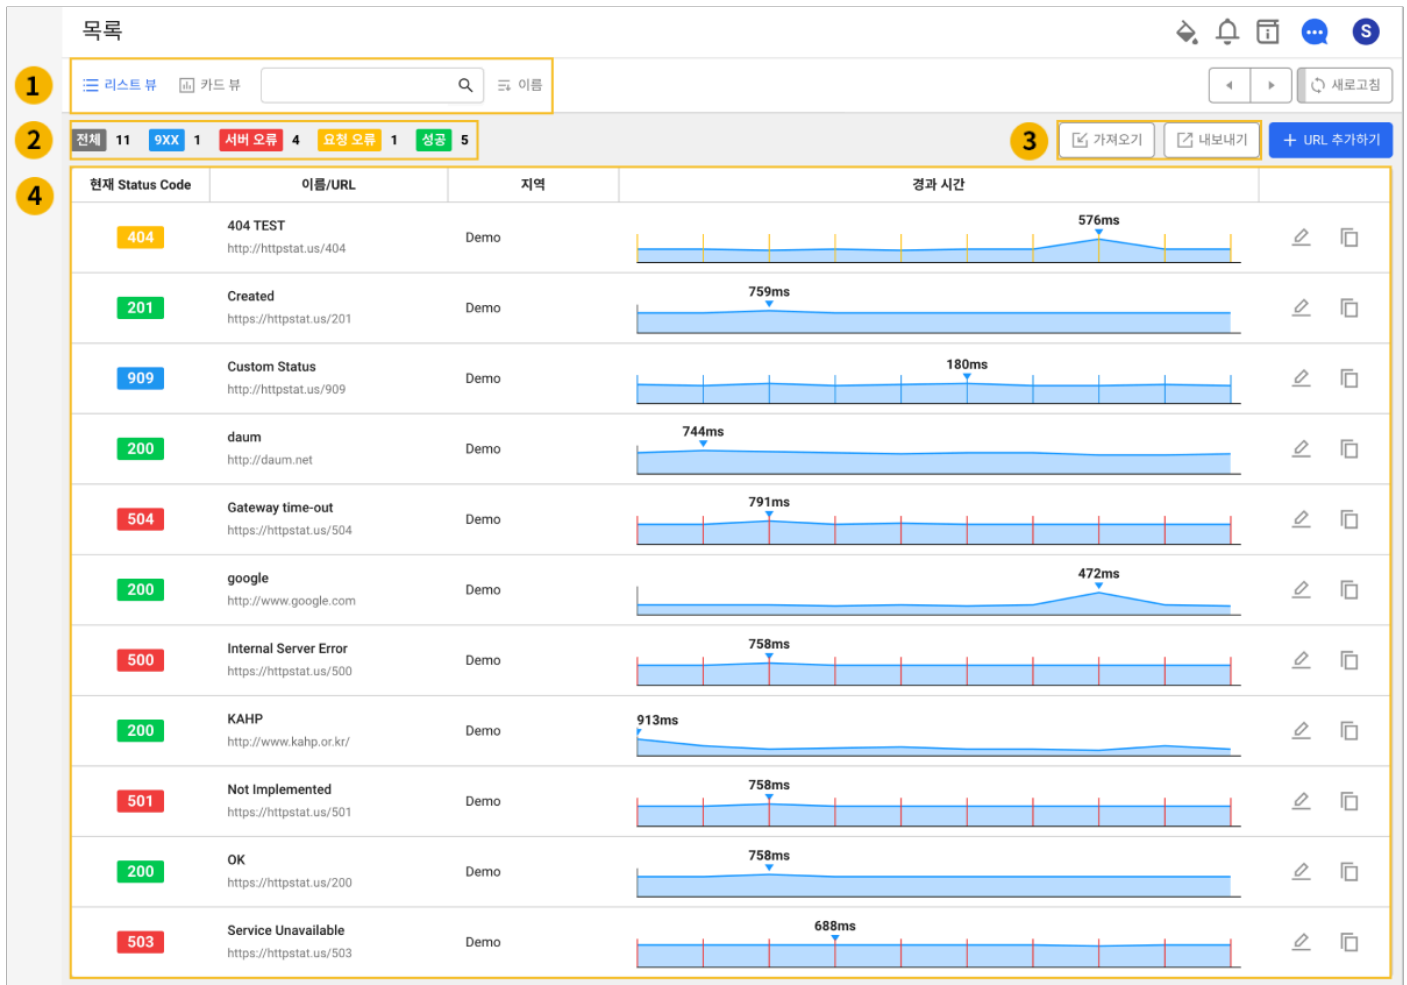 목록
S
1
리스트 뷰 카드 뷰 이름 새로고침
2
전체 11 9XX 1 서버 오류 4 요청 오류 1 성공 5
3
가져오기 내보내기 + URL 추가하기
4
현재 Status Code 이름/URL 지역 경과 시간
404 404 TEST Demo 576ms
http://httpstat.us/404
201 Created Demo 759ms
https://httpstat.us/201
909 Custom Status Demo 180ms
http://httpstat.us/909
200 daum Demo 744ms
http://daum.net
504 Gateway time-out Demo 791ms
https://httpstat.us/504
200 google Demo 472ms
http://www.google.com
500 Internal Server Error Demo 758ms
https://httpstat.us/500
200 KAHP Demo 913ms
http://www.kahp.or.kr/
501 Not Implemented Demo 758ms
https://httpstat.us/501
200 OK Demo 758ms
https://httpstat.us/200
503 Service Unavailable Demo 688ms
https://httpstat.us/503